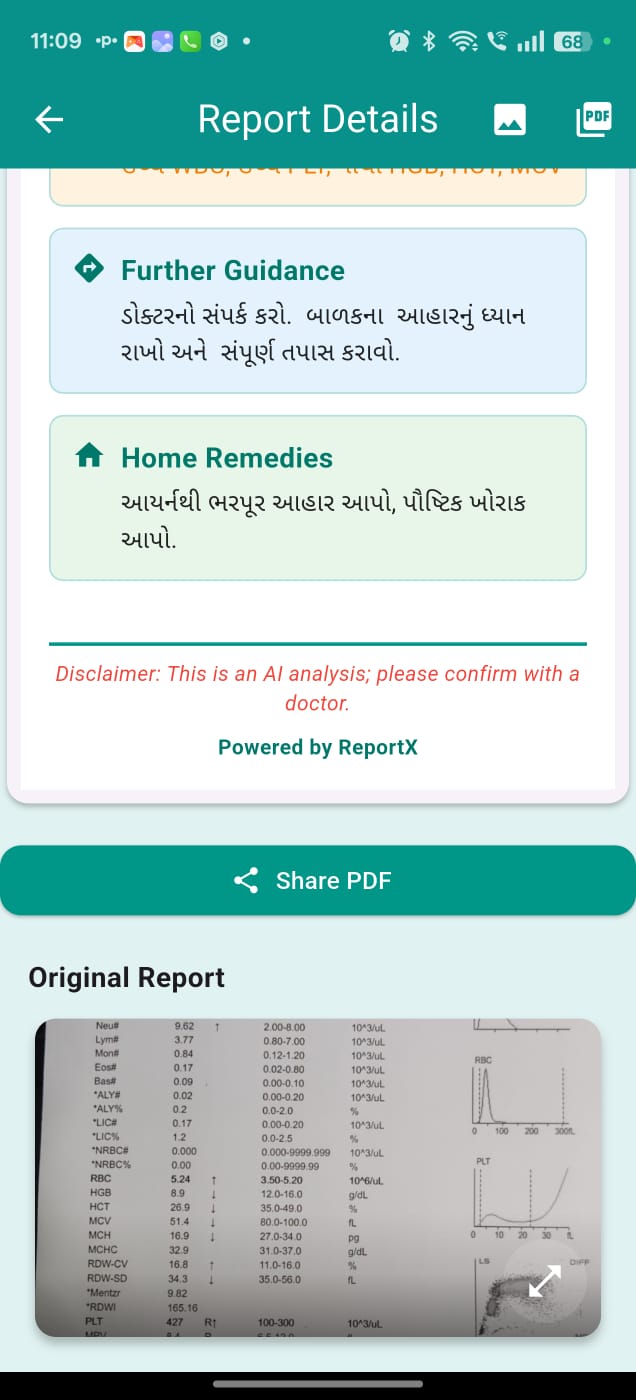 11:09
68
Report Details
PDF
Further Guidance
ડોક્ટરનો સંપર્ક કરો. બાળકના આહારનું ધ્યાન
રાખો અને સંપૂર્ણ તપાસ કરાવો.
Home Remedies
આયર્નથી ભરપૂર આહાર આપો, પૌષ્ટિક ખોરાક
આપો.
Disclaimer: This is an AI analysis; please confirm with a
doctor.
Powered by ReportX
Share PDF
Original Report
Neu# 9.62 ↑ 2.00-8.00 10^3/uL
Lym# 3.77 0.80-7.00 10^3/uL
Mon# 0.84 0.12-1.20 10^3/uL
Eos# 0.17 0.02-0.80 10^3/uL
Bas# 0.09 0.00-0.10 10^3/uL
*ALY# 0.02 0.00-0.20 10^3/uL
*ALY% 0.2 0.0-2.0 %
*LIC# 0.17 0.00-0.20 10^3/uL
*LIC% 1.2 0.0-2.5 %
*NRBC# 0.000 0.000-9999.999 10^3/uL
*NRBC% 0.00 0.00-9999.99 %
RBC 5.24 ↑ 3.50-5.20 10^6/uL
HGB 8.9 ↓ 12.0-16.0 g/dL
HCT 26.9 ↓ 35.0-49.0 %
MCV 51.4 ↓ 80.0-100.0 fL
MCH 16.9 ↓ 27.0-34.0 pg
MCHC 32.9 31.0-37.0 g/dL
RDW-CV 16.8 ↑ 11.0-16.0 %
RDW-SD 34.3 ↓ 35.0-56.0 fL
*Mentzr 9.82
*RDWI 165.16
PLT 427 R↑ 100-300 10^3/uL
RBC
0 100 200 300fL
PLT
0 10 20 30 fL
LS
DIFF